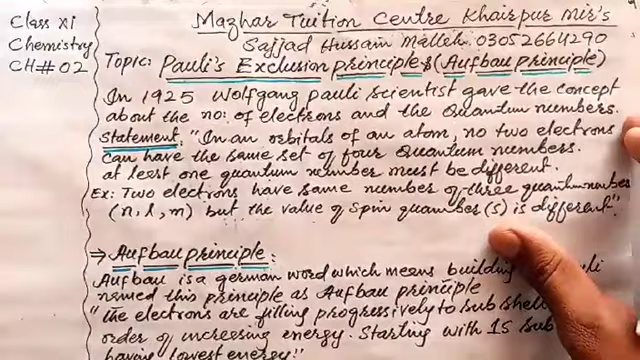 Class XI
Chemistry
CH# 02
Mazhar Tuition Centre Khairpur Mir's
Sajjad Hussain Malleh 03052664290
Topic: Pauli's Exclusion principle & (Aufbau principle)
In 1925 Wolfgang pauli scientist gave the concept
about the no: of electrons and the Quantum numbers.
Statement: "In an orbitals of an atom, no two electrons
can have the same set of four Quantum numbers.
at least one quantum number must be different.
Ex: Two electrons have same number of three quantum number
(n, l, m) but the value of spin quamber (s) is different".
⇒ Aufbau principle:
Aufbau is a german word which means building
named this principle as Aufbau principle
"The electrons are filling progressively to sub shell
order of increasing energy. Starting with 1S sub
having lowest energy"